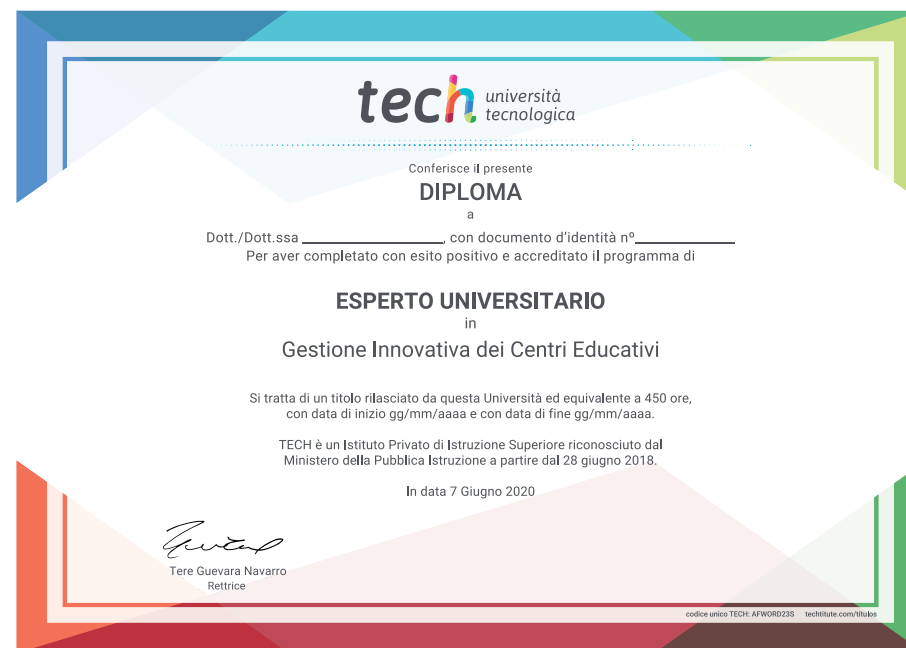 tech università
tecnologica
Conferisce il presente
DIPLOMA
a
Dott./Dott.ssa ____________________, con documento d'identità nº______________
Per aver completato con esito positivo e accreditato il programma di
ESPERTO UNIVERSITARIO
in
Gestione Innovativa dei Centri Educativi
Si tratta di un titolo rilasciato da questa Università ed equivalente a 450 ore,
con data di inizio gg/mm/aaaa e con data di fine gg/mm/aaaa.
TECH è un Istituto Privato di Istruzione Superiore riconosciuto dal
Ministero della Pubblica Istruzione a partire dal 28 giugno 2018.
In data 7 Giugno 2020
Tere Guevara Navarro
Rettrice
codice unico TECH: AFWORD23S techtitute.com/títulos